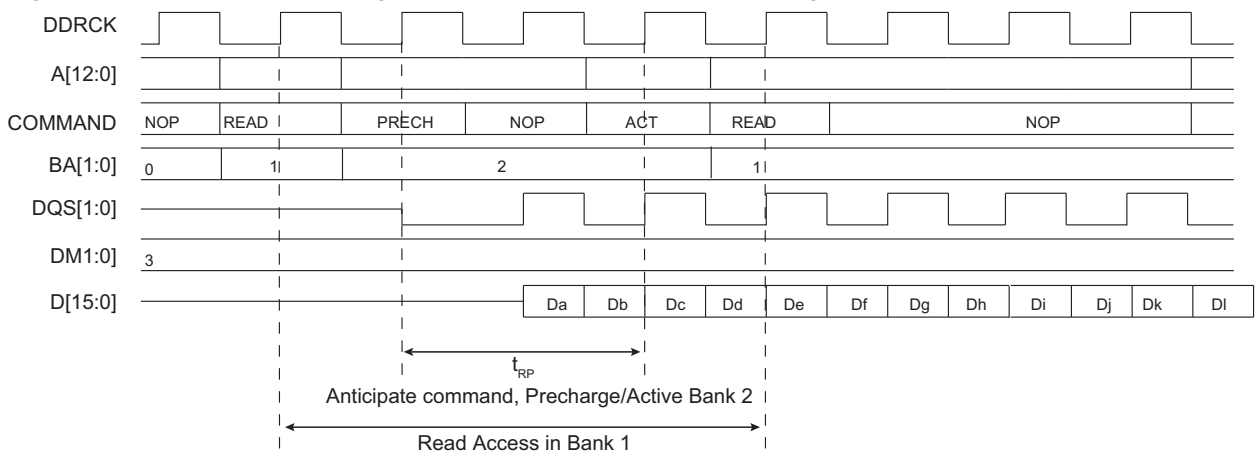 DDRCK
A[12:0]
COMMAND NOP READ PRECH NOP ACT READ NOP
BA[1:0] 0 1 2 1
DQS[1:0]
DM1:0] 3
D[15:0] Da Db Dc Dd De Df Dg Dh Di Dj Dk Dl
tRP
Anticipate command, Precharge/Active Bank 2
Read Access in Bank 1